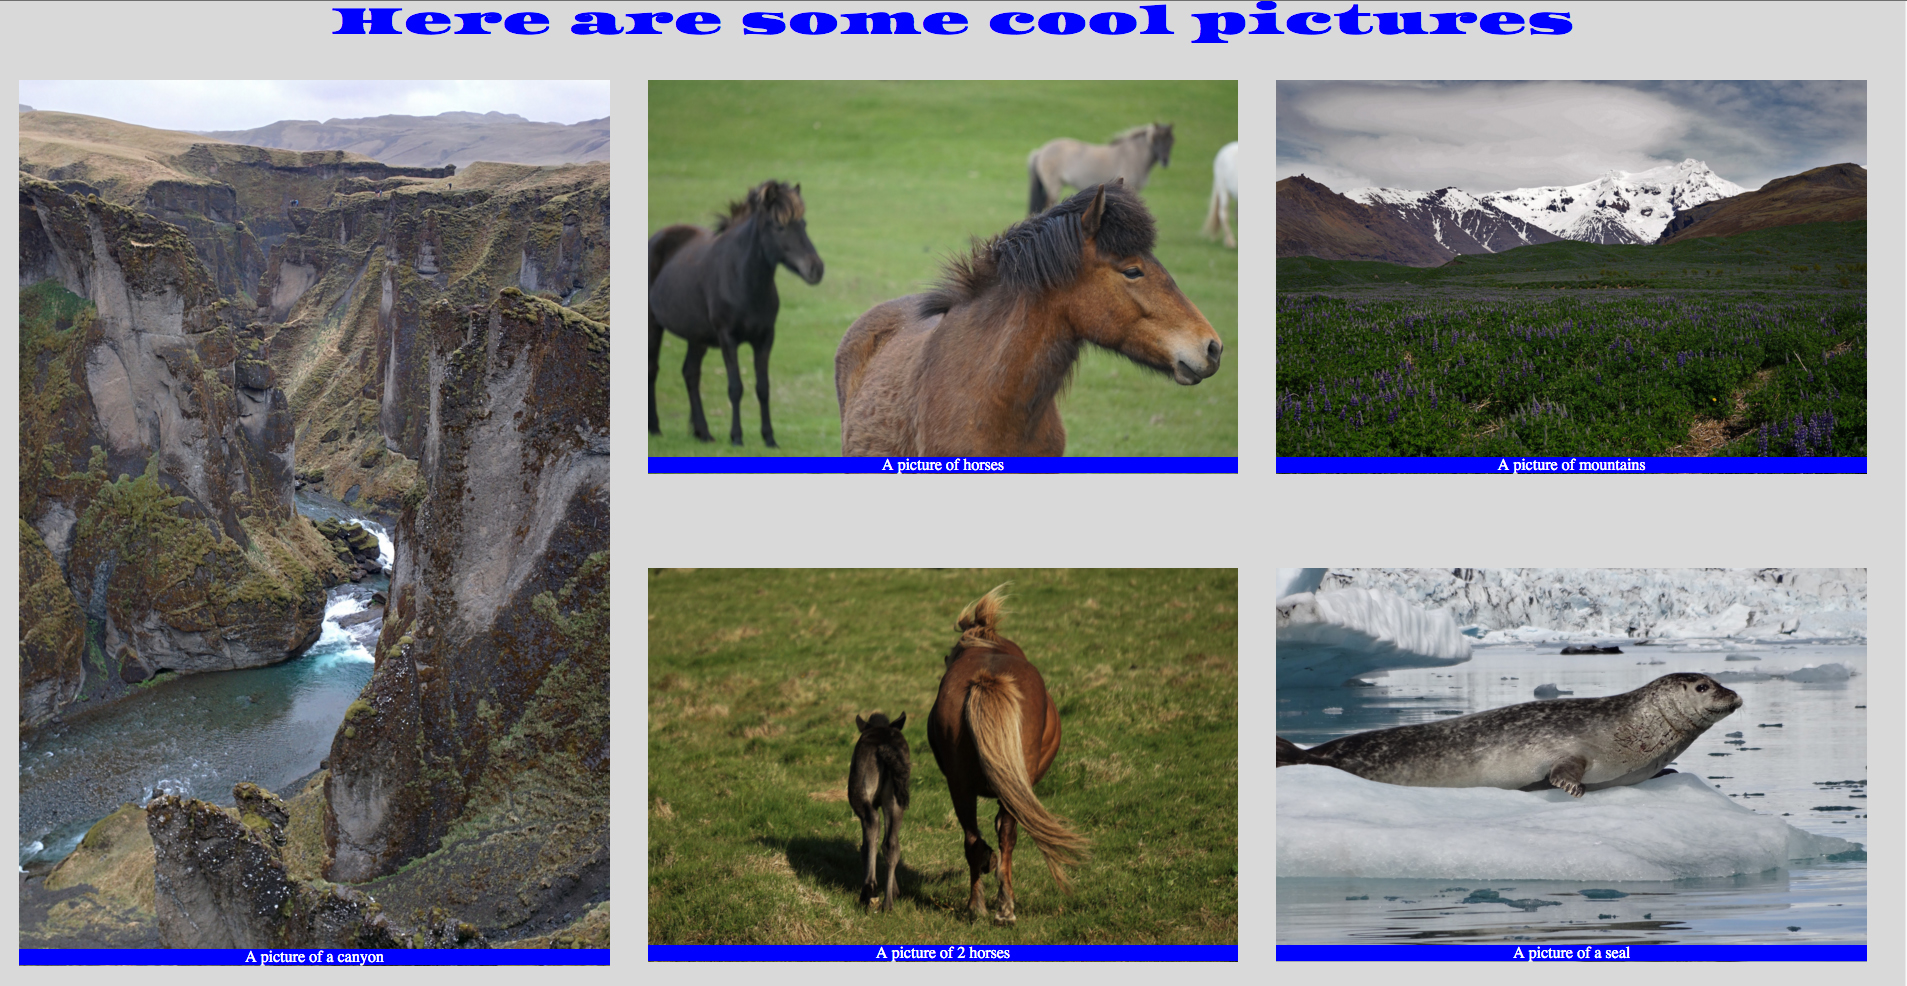 Here are some cool pictures
A picture of horses
A picture of mountains
A picture of a canyon
A picture of 2 horses
A picture of a seal